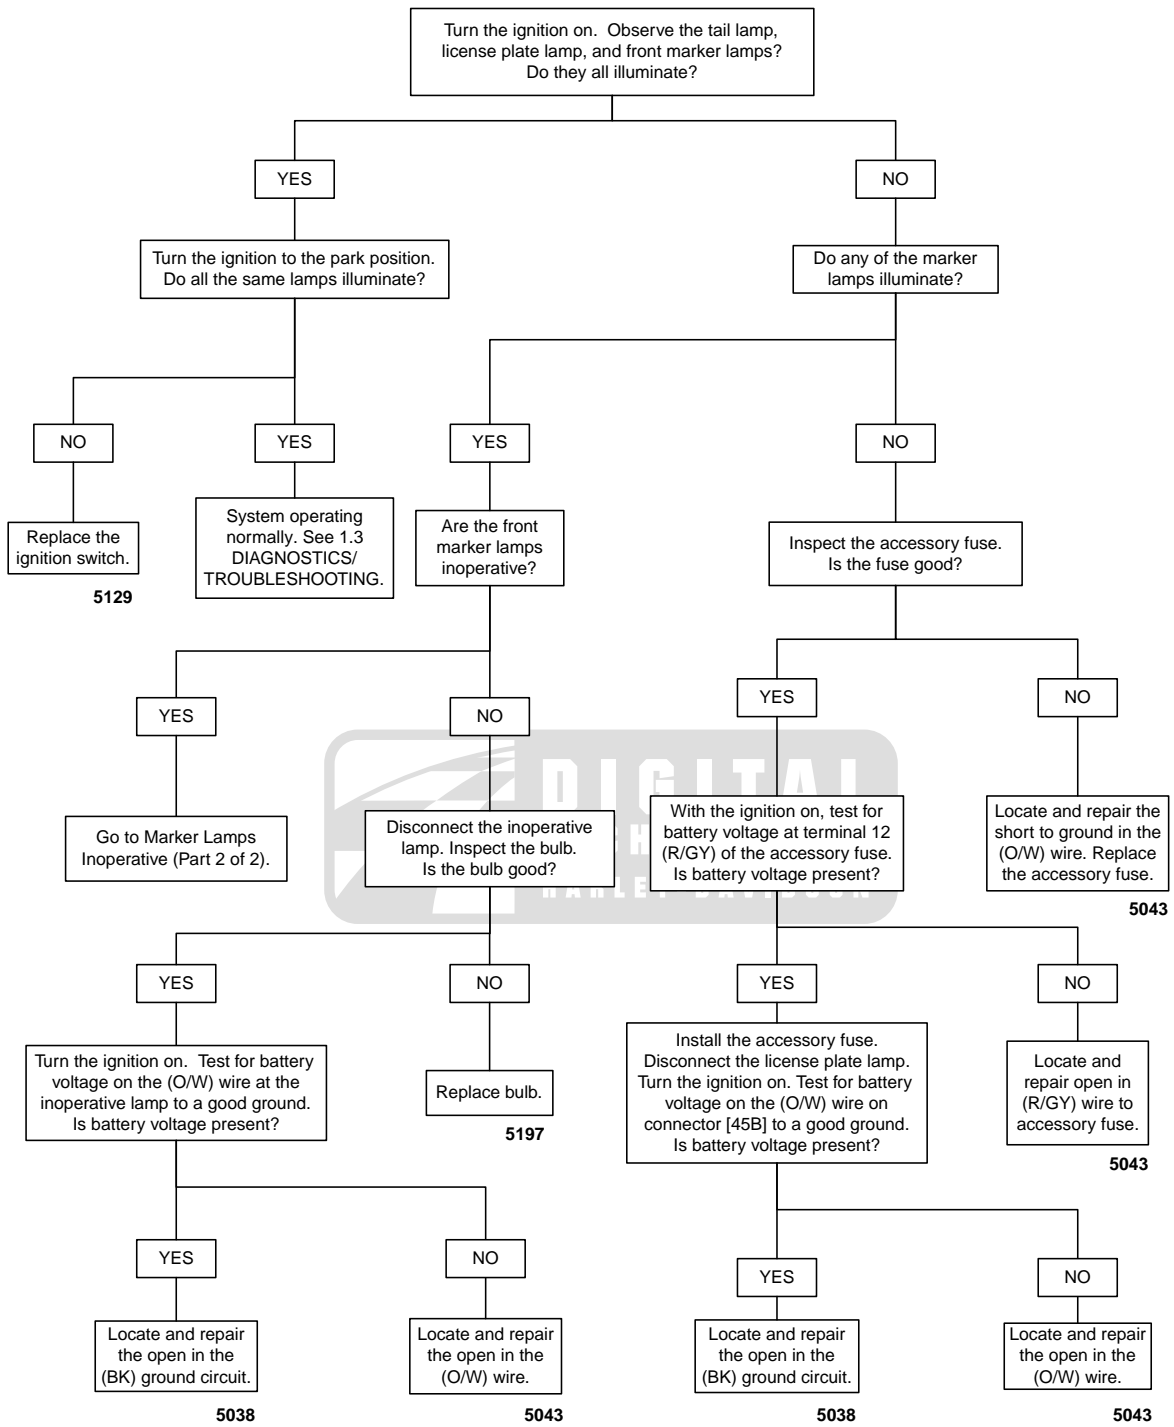 Turn the ignition on. Observe the tail lamp,
license plate lamp, and front marker lamps?
Do they all illuminate?
YES
NO
Turn the ignition to the park position.
Do all the same lamps illuminate?
Do any of the marker
lamps illuminate?
NO
YES
YES
NO
Replace the
ignition switch.
5129
System operating
normally. See 1.3
DIAGNOSTICS/
TROUBLESHOOTING.
Are the front
marker lamps
inoperative?
Inspect the accessory fuse.
Is the fuse good?
YES
NO
YES
NO
DIGITAL
Go to Marker Lamps
Inoperative (Part 2 of 2).
Disconnect the inoperative
lamp. Inspect the bulb.
Is the bulb good?
With the ignition on, test for
battery voltage at terminal 12
(R/GY) of the accessory fuse.
Is battery voltage present?
Locate and repair the
short to ground in the
(O/W) wire. Replace
the accessory fuse.
5043
YES
NO
YES
NO
Turn the ignition on. Test for battery
voltage on the (O/W) wire at the
inoperative lamp to a good ground.
Is battery voltage present?
Replace bulb.
5197
Install the accessory fuse.
Disconnect the license plate lamp.
Turn the ignition on. Test for battery
voltage on the (O/W) wire on
connector [45B] to a good ground.
Is battery voltage present?
Locate and
repair open in
(R/GY) wire to
accessory fuse.
5043
YES
NO
YES
NO
Locate and repair
the open in the
(BK) ground circuit.
5038
Locate and repair
the open in the
(O/W) wire.
5043
Locate and repair
the open in the
(BK) ground circuit.
5038
Locate and repair
the open in the
(O/W) wire.
5043